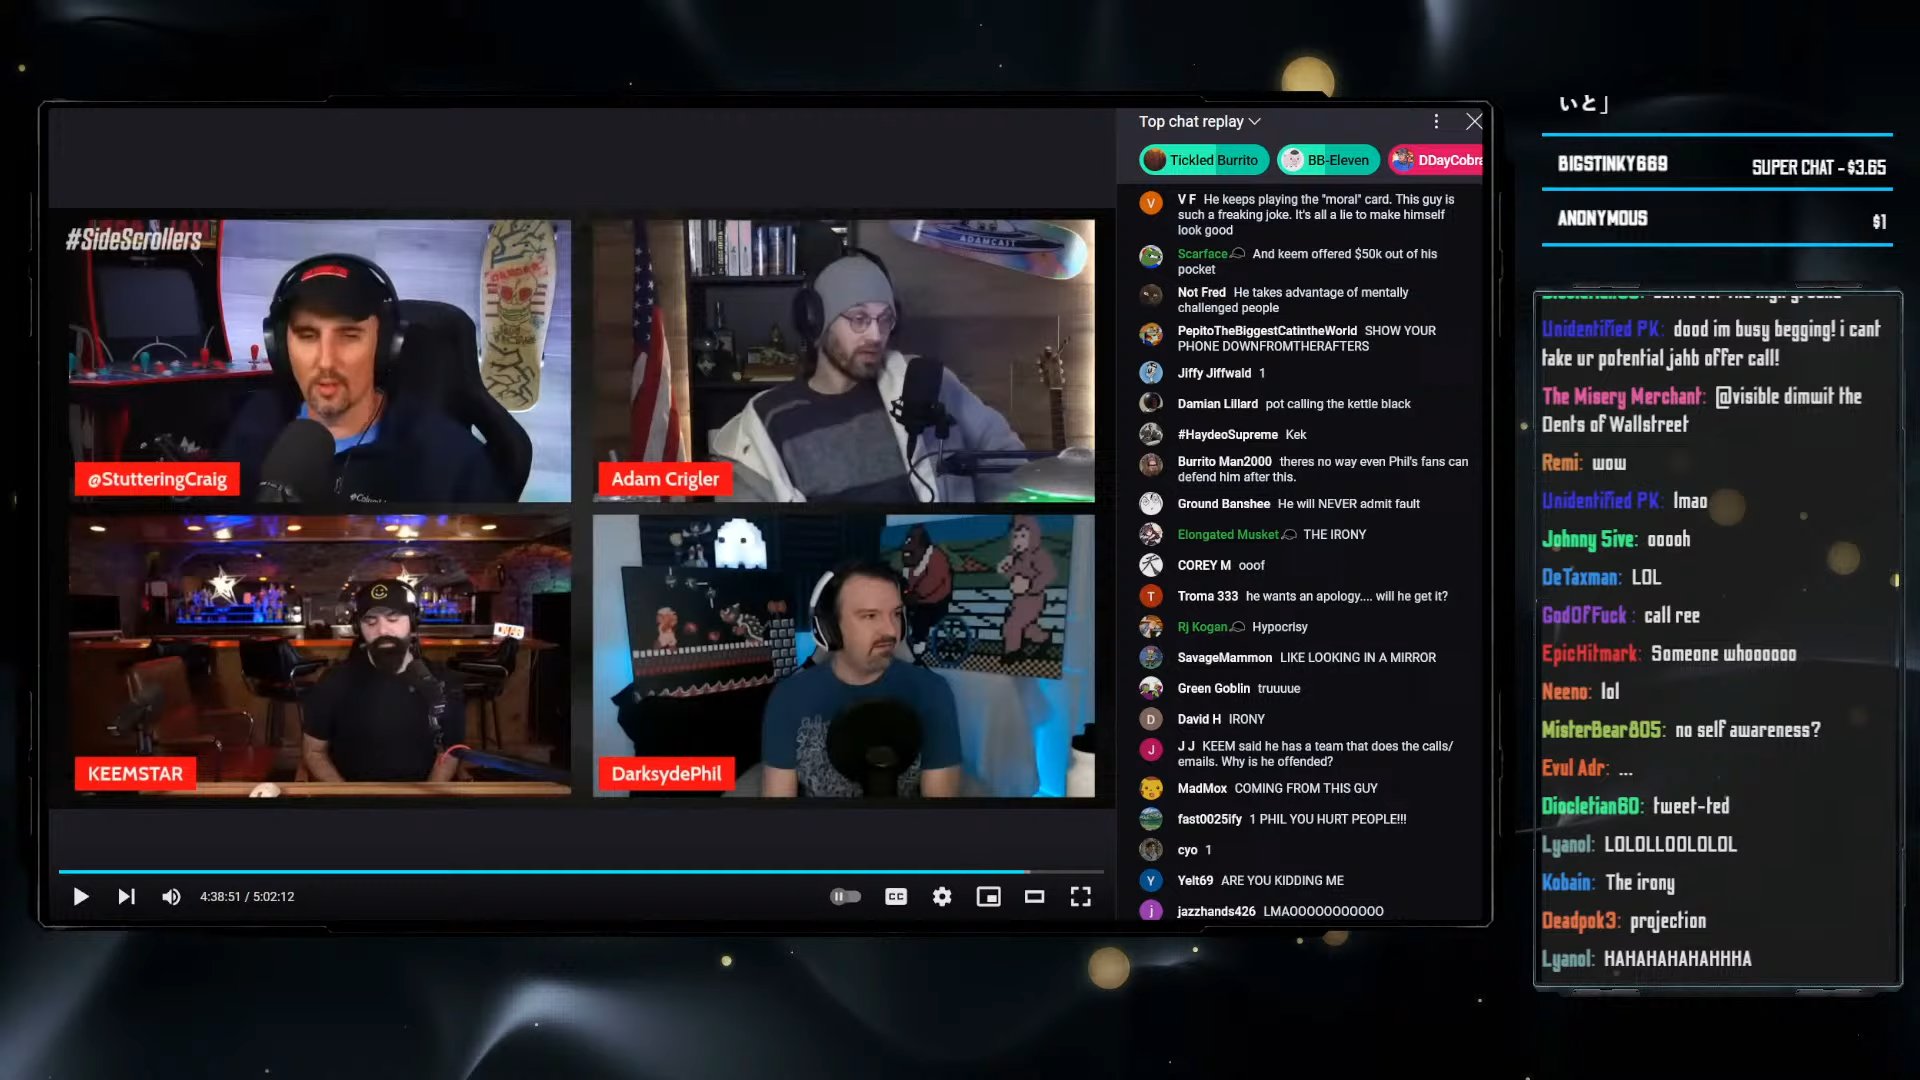 #SideScrollers
@StutteringCraig
ADAMCAST
Adam Crigler
KEEMSTAR
DarksydePhil
4:38:51 / 5:02:12
CC
Top chat replay
Tickled Burrito
BB-Eleven
DDayCobra
V F He keeps playing the "moral" card. This guy is
such a freaking joke. It's all a lie to make himself
look good
Scarface And keem offered $50k out of his
pocket
Not Fred He takes advantage of mentally
challenged people
PepitoTheBiggestCatintheWorld SHOW YOUR
PHONE DOWNFROMTHERAFTERS
Jiffy Jiffwald 1
Damian Lillard pot calling the kettle black
#HaydeoSupreme Kek
Burrito Man2000 theres no way even Phil's fans can
defend him after this.
Ground Banshee He will NEVER admit fault
Elongated Musket THE IRONY
COREY M ooof
Troma 333 he wants an apology.... will he get it?
Rj Kogan Hypocrisy
SavageMammon LIKE LOOKING IN A MIRROR
Green Goblin truuuue
David H IRONY
J J KEEM said he has a team that does the calls/
emails. Why is he offended?
MadMox COMING FROM THIS GUY
fast0025ify 1 PHIL YOU HURT PEOPLE!!!
cyo 1
Yelt69 ARE YOU KIDDING ME
jazzhands426 LMAOOOOOOOOOOO
いと」
BIGSTINKY669 SUPER CHAT - $3.65
ANONYMOUS $1
Unidentified PK: dood im busy begging! i cant
take ur potential jahb offer call!
The Misery Merchant: @visible dimwit the
Dents of Wallstreet
Remi: wow
Unidentified PK: lmao
Johnny 5ive: ooooh
DeTaxman: LOL
GodOfFuck : call ree
EpicHitmark: Someone whoooooo
Neeno: lol
MisterBear805: no self awareness?
Evul Adr: ...
Diocletian60: tweet-ted
Lyanol: LOLOLLOOLOLOL
Kobain: The irony
Deadpok3: projection
Lyanol: HAHAHAHAHAHHHA